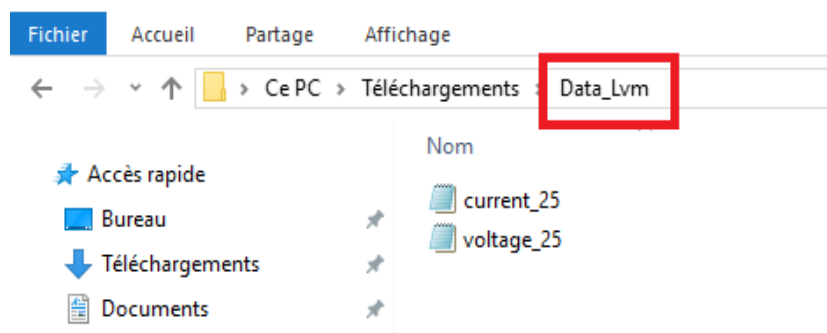 Fichier Accueil Partage Affichage
Ce PC > Téléchargements > Data_Lvm
Nom
Accès rapide
current_25
Bureau
voltage_25
Téléchargements
Documents